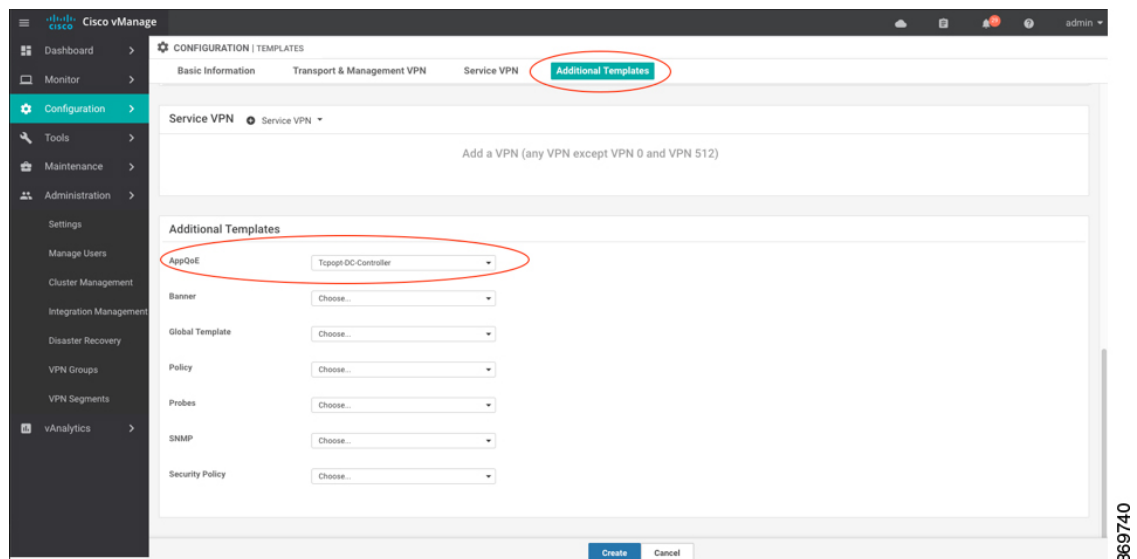 cisco Cisco vManage
admin
Dashboard
Monitor
Configuration
Tools
Maintenance
Administration
Settings
Manage Users
Cluster Management
Integration Management
Disaster Recovery
VPN Groups
VPN Segments
vAnalytics
CONFIGURATION | TEMPLATES
Basic Information Transport & Management VPN Service VPN Additional Templates
Service VPN Service VPN
Add a VPN (any VPN except VPN 0 and VPN 512)
Additional Templates
AppQoE Tcpopt-DC-Controller
Banner Choose...
Global Template Choose...
Policy Choose...
Probes Choose...
SNMP Choose...
Security Policy Choose...
Create Cancel
369740